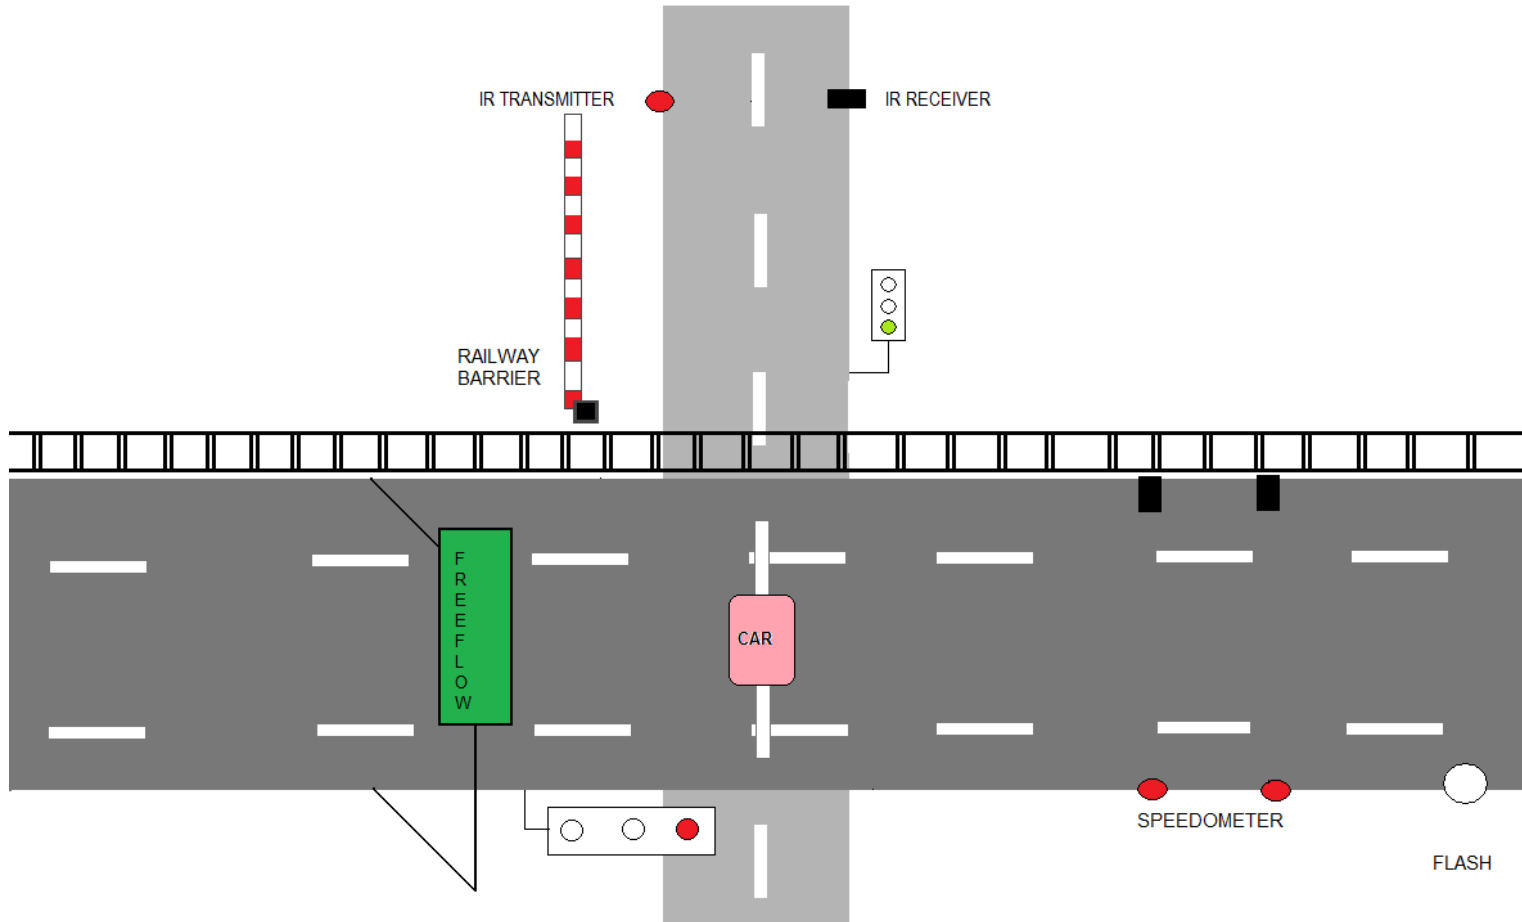 IR TRANSMITTER
IR RECEIVER
RAILWAY
BARRIER
F
R
E
E
F
L
O
W
CAR
SPEEDOMETER
FLASH